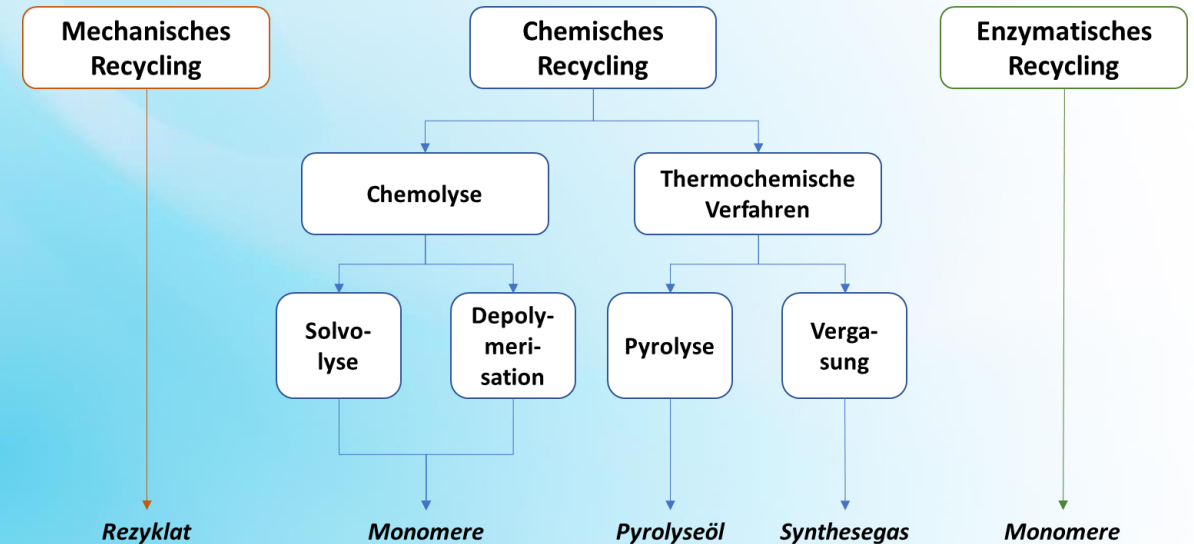 Mechanisches
Recycling
Chemisches
Recycling
Enzymatisches
Recycling
Chemolyse
Thermochemische
Verfahren
Solvo-
lyse
Depoly-
meri-
sation
Pyrolyse
Verga-
sung
Rezyklat
Monomere
Pyrolyseöl
Synthesegas
Monomere